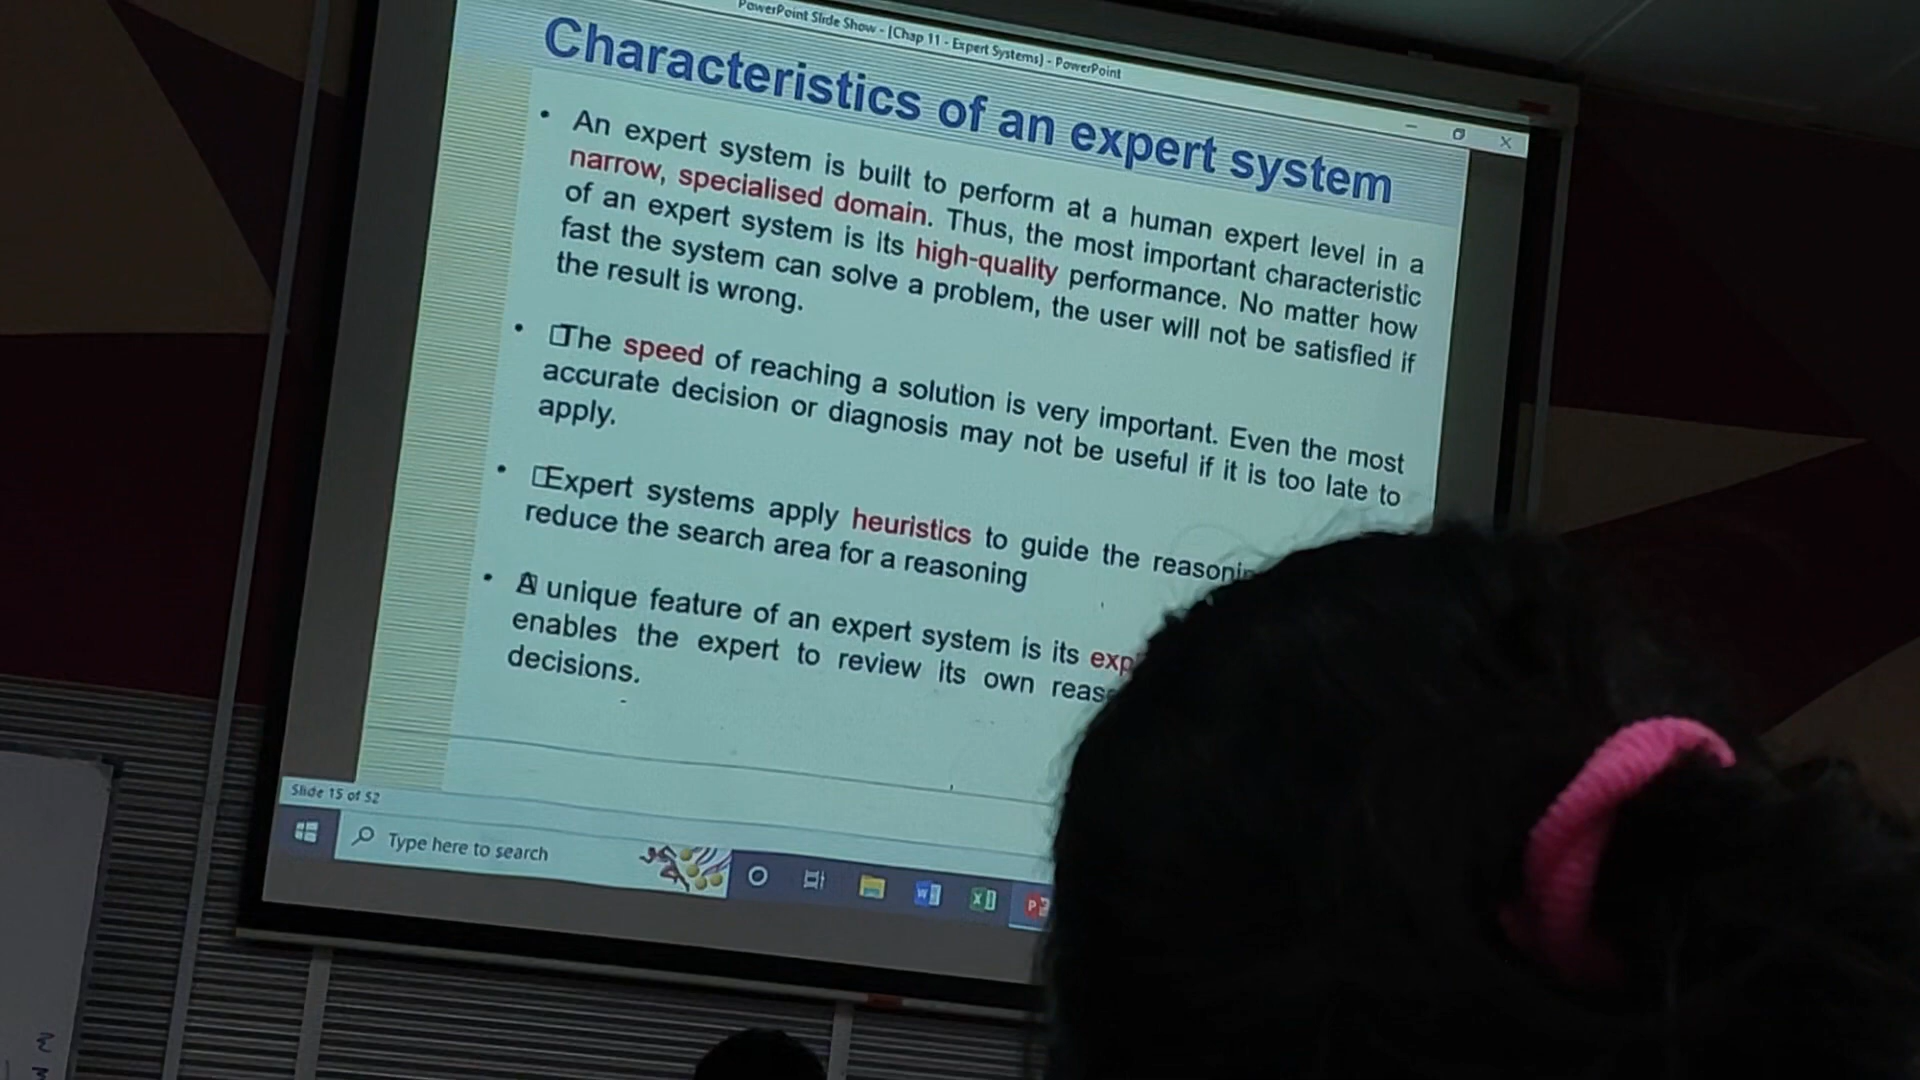 PowerPoint Slide Show - [Chap 11 - Expert Systems] - PowerPoint
Characteristics of an expert system
• An expert system is built to perform at a human expert level in a
narrow, specialised domain. Thus, the most important characteristic
of an expert system is its high-quality performance. No matter how
fast the system can solve a problem, the user will not be satisfied if
the result is wrong.
• The speed of reaching a solution is very important. Even the most
accurate decision or diagnosis may not be useful if it is too late to
apply.
• Expert systems apply heuristics to guide the
reduce the search area for a reasoning
• A unique feature of an expert system is its
enables the expert to review its own
decisions.
Slide 15 of 52
Type here to search